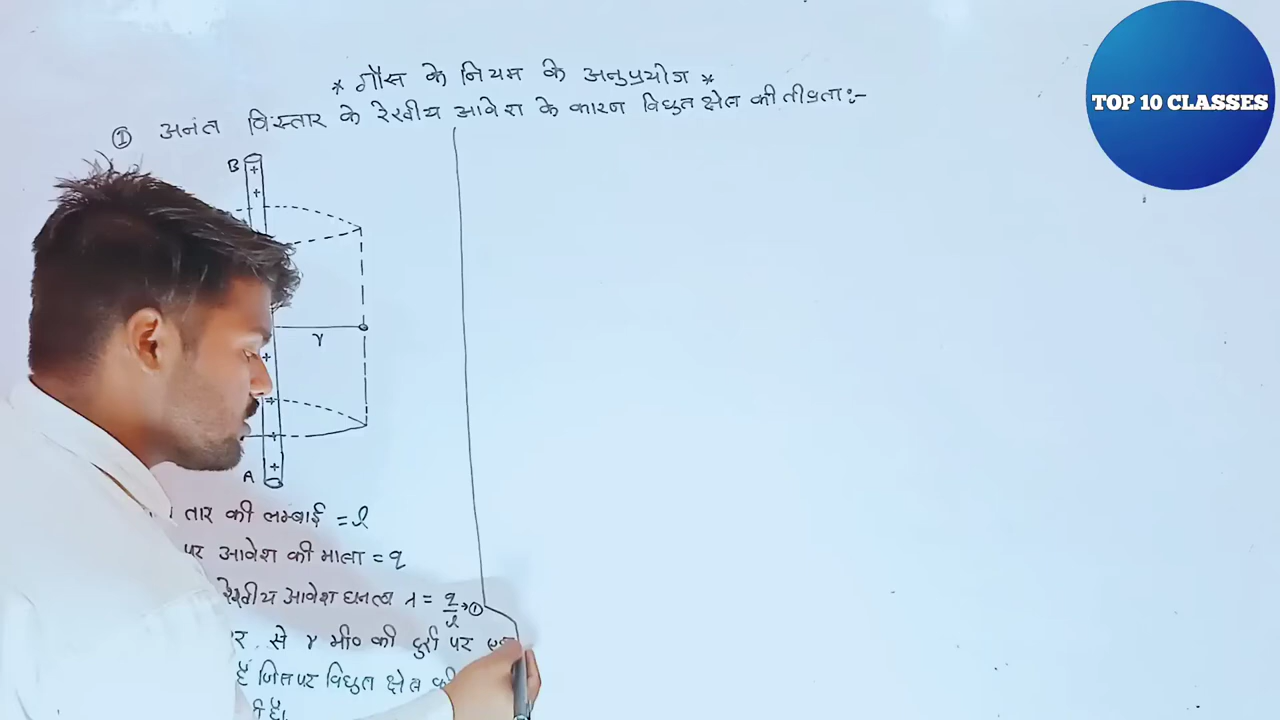 * गौस के नियम के अनुप्रयोग *
① अनंत विस्तार के रेखीय आवेश के कारण विद्युत क्षेत्र की तीव्रता:-
TOP 10 CLASSES
B
+
+
r
+
+
+
+
A
तार की लम्बाई = l
पर आवेश की मात्रा = q
रेखीय आवेश घनत्व λ = q/l →①
से r मी० की दुरी पर
है जिसपर विद्युत क्षेत्र की
है।